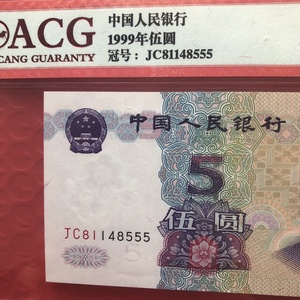 ACG
CANG GUARANTY
中国人民银行
1999年伍圆
冠号：JC81148555
中国人民银行
5
JC81148555
伍圆